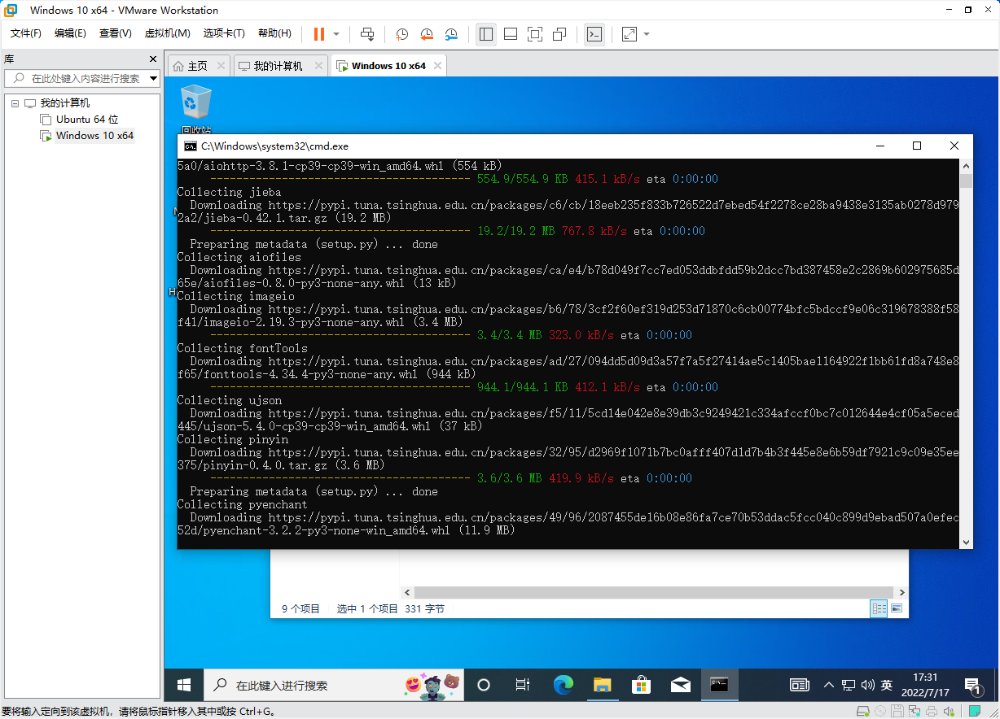 Windows 10 x64 - VMware Workstation
文件(F) 编辑(E) 查看(V) 虚拟机(M) 选项卡(T) 帮助(H)
库
在此处键入内容进行搜索
我的计算机
Ubuntu 64 位
Windows 10 x64
主页 我的计算机 Windows 10 x64
回收站
C:\Windows\system32\cmd.exe
5a0/aiohttp-3.8.1-cp39-cp39-win_amd64.whl (554 kB)
---------------------------------------- 554.9/554.9 KB 415.1 kB/s eta 0:00:00
Collecting jieba
Downloading https://pypi.tuna.tsinghua.edu.cn/packages/c6/cb/18eeb235f833b726522d7ebed54f2278ce28ba9438e3135ab0278d979
2a2/jieba-0.42.1.tar.gz (19.2 MB)
---------------------------------------- 19.2/19.2 MB 767.8 kB/s eta 0:00:00
Preparing metadata (setup.py) ... done
Collecting aiofiles
Downloading https://pypi.tuna.tsinghua.edu.cn/packages/ca/e4/b78d049f7cc7ed053ddbfdd59b2dcc7bd387458e2c2869b602975685d
65e/aiofiles-0.8.0-py3-none-any.whl (13 kB)
Collecting imageio
Downloading https://pypi.tuna.tsinghua.edu.cn/packages/b6/78/3cf2f60ef319d253d71870c6cb00774bfc5bdccf9e06c319678388f58
f41/imageio-2.19.3-py3-none-any.whl (3.4 MB)
---------------------------------------- 3.4/3.4 MB 323.0 kB/s eta 0:00:00
Collecting fontTools
Downloading https://pypi.tuna.tsinghua.edu.cn/packages/ad/27/094dd5d09d3a57f7a5f27414ae5c1405bae1164922f1bb61fd8a748e8
f65/fonttools-4.34.4-py3-none-any.whl (944 kB)
---------------------------------------- 944.1/944.1 KB 412.1 kB/s eta 0:00:00
Collecting ujson
Downloading https://pypi.tuna.tsinghua.edu.cn/packages/f5/11/5cd14e042e8e39db3c9249421c334afccf0bc7c012644e4cf05a5eced
445/ujson-5.4.0-cp39-cp39-win_amd64.whl (37 kB)
Collecting pinyin
Downloading https://pypi.tuna.tsinghua.edu.cn/packages/32/95/d2969f1071b7bc0afff407d1d7b4b3f445e8e6b59df7921c9c09e35ee
375/pinyin-0.4.0.tar.gz (3.6 MB)
---------------------------------------- 3.6/3.6 MB 419.9 kB/s eta 0:00:00
Preparing metadata (setup.py) ... done
Collecting pyenchant
Downloading https://pypi.tuna.tsinghua.edu.cn/packages/49/96/2087455de16b08e86fa7ce70b53ddac5fcc040c899d9ebad507a0efec
52d/pyenchant-3.2.2-py3-none-win_amd64.whl (11.9 MB)
9 个项目 选中 1 个项目 331 字节
在此键入进行搜索
英
17:31
2022/7/17
1
要将输入定向到该虚拟机，请将鼠标指针移入其中或按 Ctrl+G。